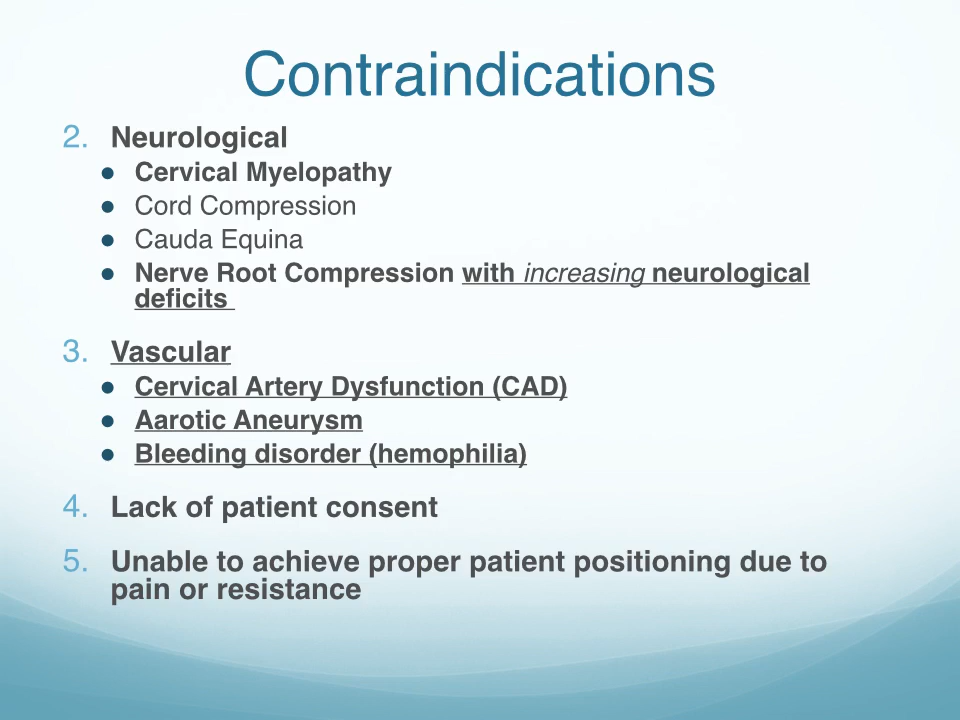 Contraindications
2. Neurological
● Cervical Myelopathy
● Cord Compression
● Cauda Equina
● Nerve Root Compression with increasing neurological
deficits
3. Vascular
● Cervical Artery Dysfunction (CAD)
● Aarotic Aneurysm
● Bleeding disorder (hemophilia)
4. Lack of patient consent
5. Unable to achieve proper patient positioning due to
pain or resistance